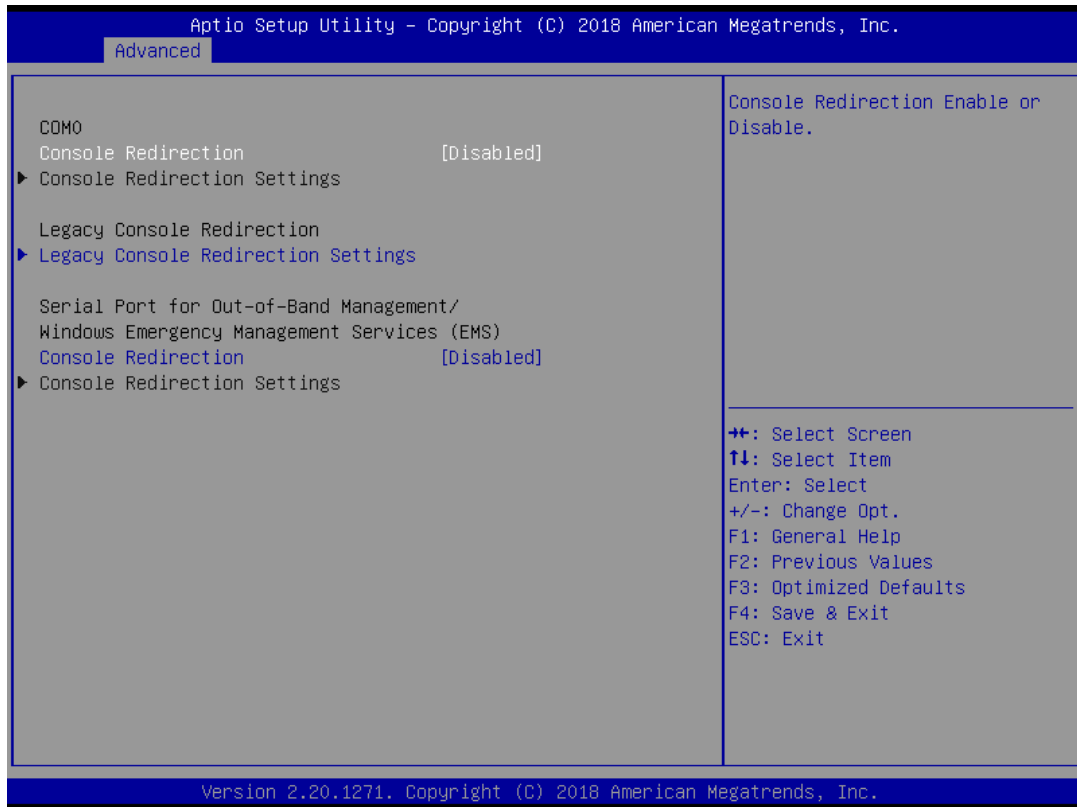 Aptio Setup Utility – Copyright (C) 2018 American Megatrends, Inc.
Advanced
Console Redirection Enable or
Disable.
COM0
Console Redirection [Disabled]
▶ Console Redirection Settings
Legacy Console Redirection
▶ Legacy Console Redirection Settings
Serial Port for Out-of-Band Management/
Windows Emergency Management Services (EMS)
Console Redirection [Disabled]
▶ Console Redirection Settings
→←: Select Screen
↑↓: Select Item
Enter: Select
+/-: Change Opt.
F1: General Help
F2: Previous Values
F3: Optimized Defaults
F4: Save & Exit
ESC: Exit
Version 2.20.1271. Copyright (C) 2018 American Megatrends, Inc.